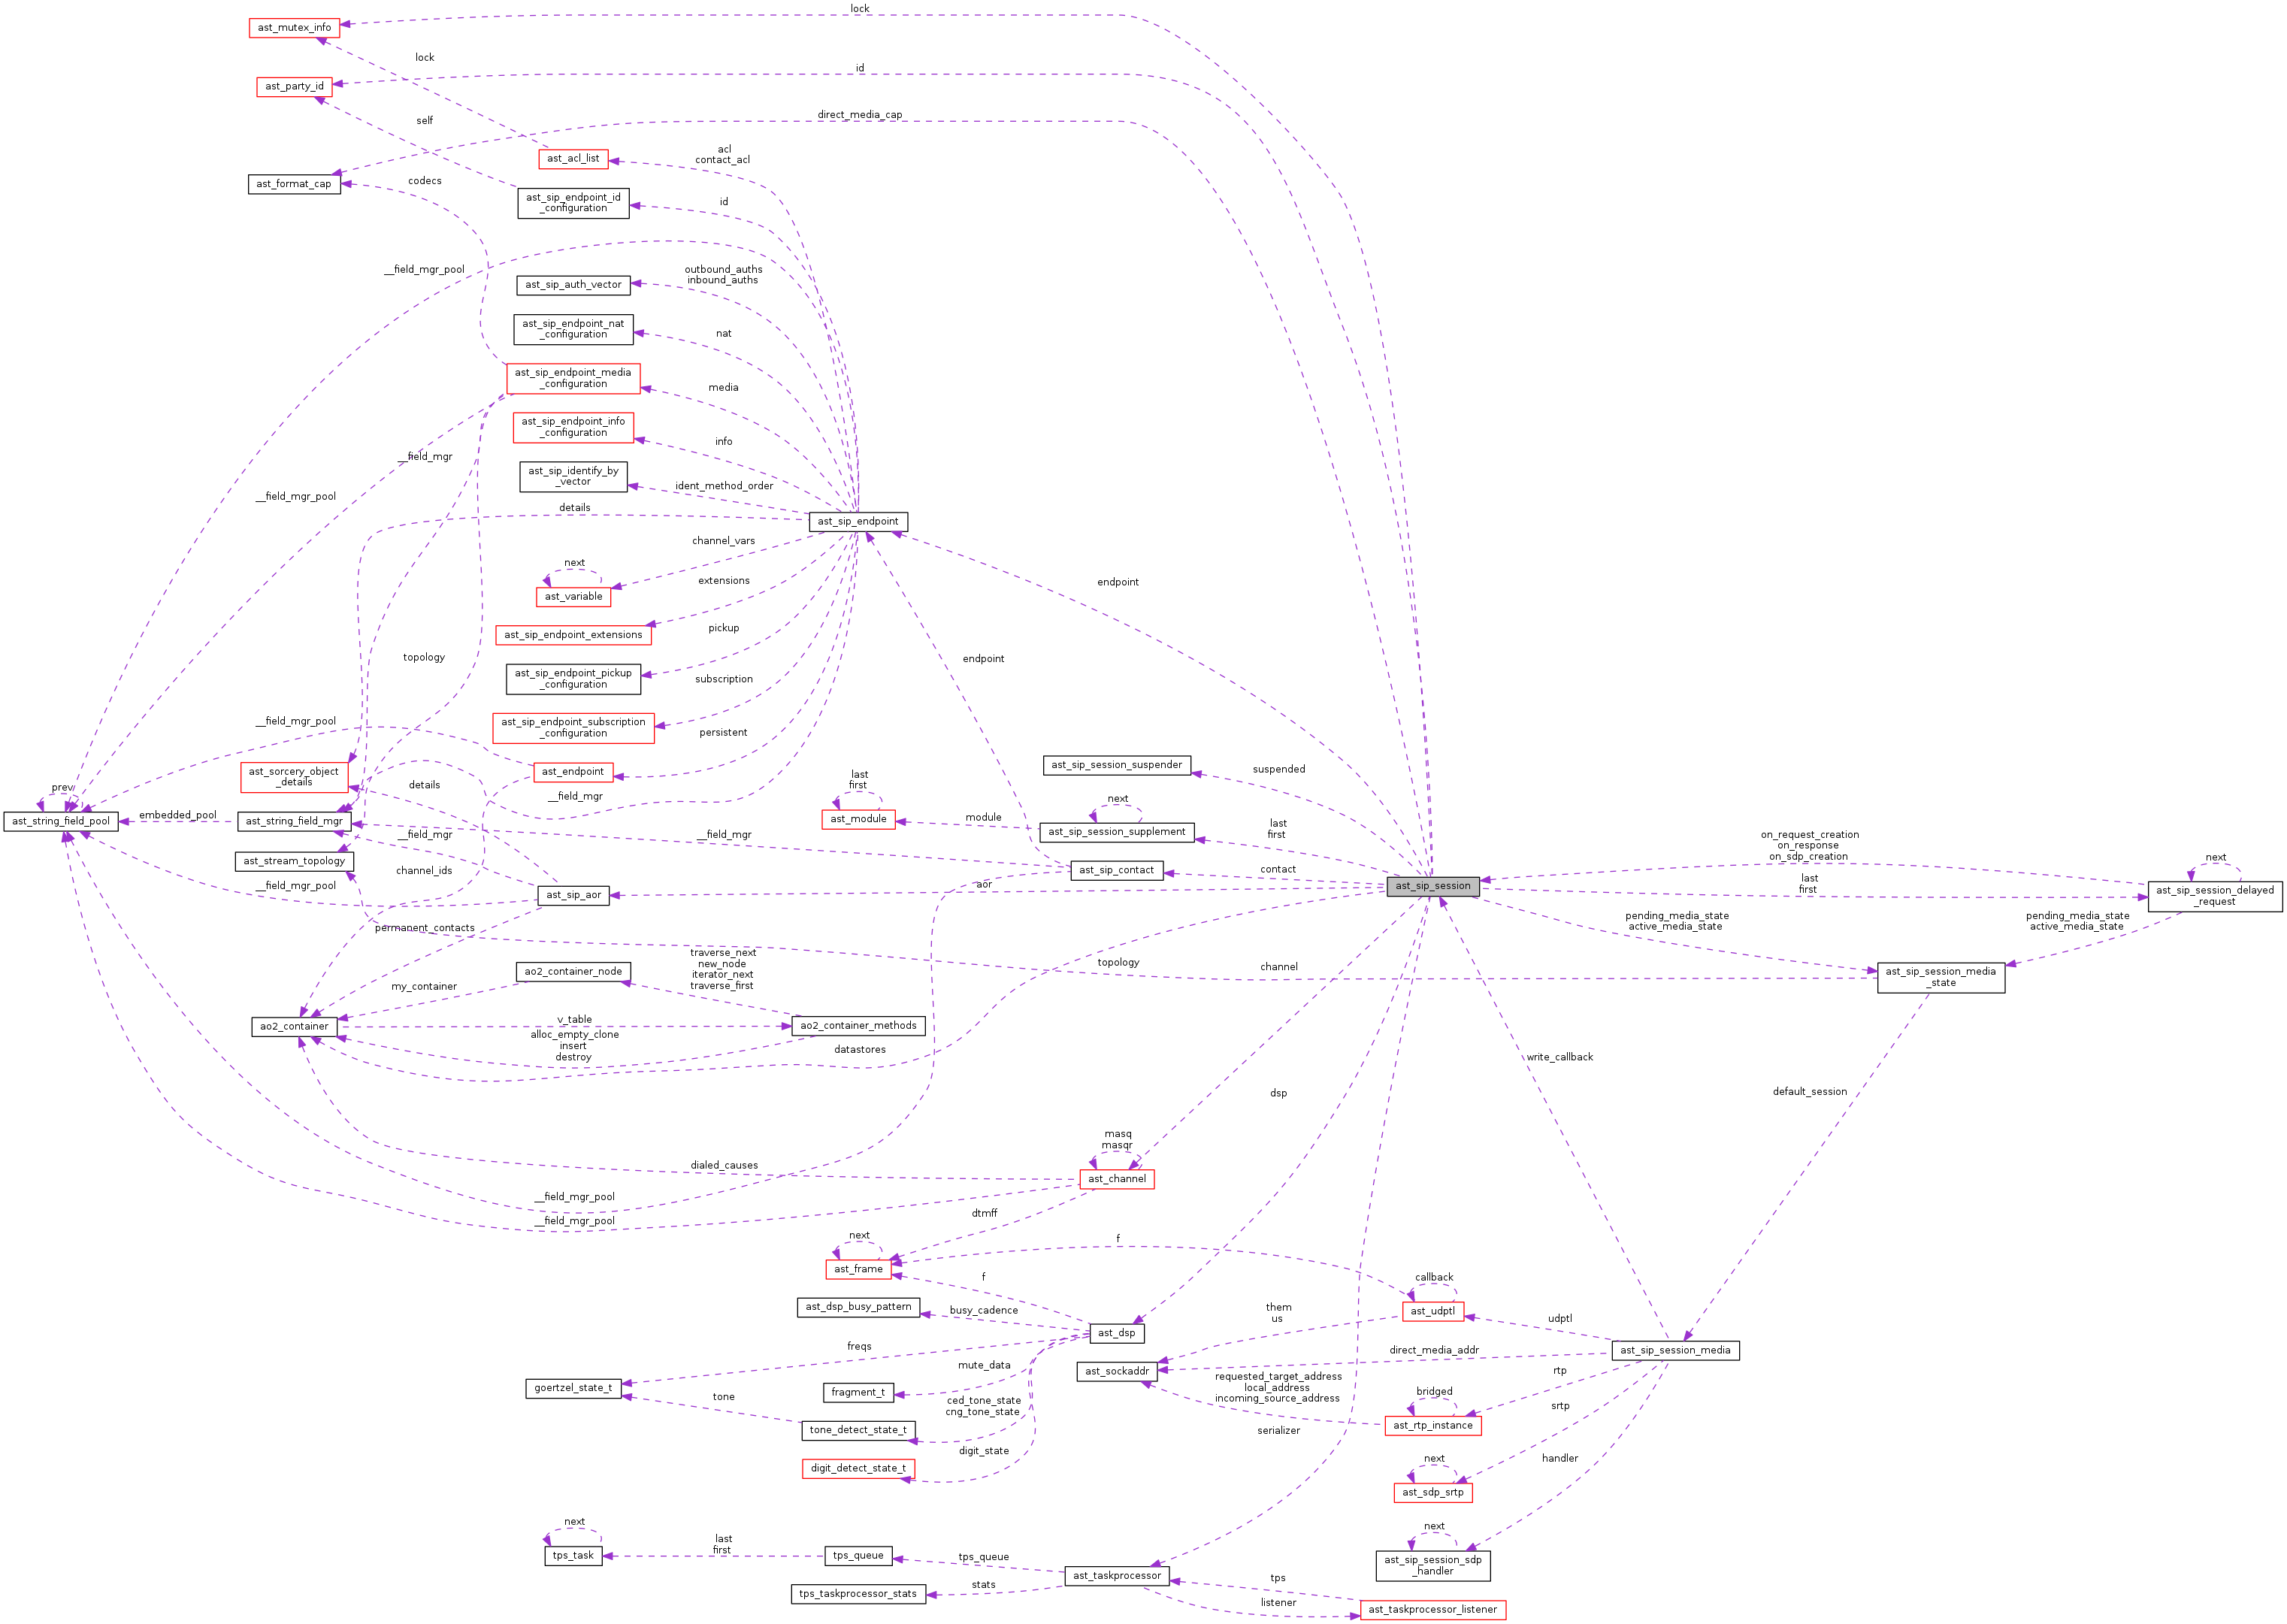 lock
ast_mutex_info
lock
id
ast_party_id
direct_media_cap
self
acl
contact_acl
ast_acl_list
codecs
ast_format_cap
ast_sip_endpoint_id
_configuration
id
__field_mgr_pool
outbound_auths
inbound_auths
ast_sip_auth_vector
ast_sip_endpoint_nat
_configuration
nat
ast_sip_endpoint_media
_configuration
media
ast_sip_endpoint_info
_configuration
info
__field_mgr
ast_sip_identify_by
_vector
ident_method_order
__field_mgr_pool
details
ast_sip_endpoint
channel_vars
next
ast_variable
extensions
endpoint
ast_sip_endpoint_extensions
pickup
topology
endpoint
ast_sip_endpoint_pickup
_configuration
subscription
__field_mgr_pool
ast_sip_endpoint_subscription
_configuration
persistent
ast_sorcery_object
_details
ast_endpoint
ast_sip_session_suspender
suspended
prev
details
__field_mgr
last
first
next
ast_string_field_pool
embedded_pool
ast_string_field_mgr
ast_module
module
ast_sip_session_supplement
last
first
__field_mgr
__field_mgr
on_request_creation
on_response
on_sdp_creation
ast_stream_topology
channel_ids
ast_sip_contact
contact
next
__field_mgr_pool
ast_sip_aor
aor
ast_sip_session
last
first
ast_sip_session_delayed
_request
permanent_contacts
pending_media_state
active_media_state
pending_media_state
active_media_state
traverse_next
new_node
iterator_next
traverse_first
ao2_container_node
my_container
topology
channel
ast_sip_session_media
_state
ao2_container
v_table
ao2_container_methods
alloc_empty_clone
insert
destroy
datastores
write_callback
dsp
default_session
masq
masqr
dialed_causes
ast_channel
__field_mgr_pool
__field_mgr_pool
dtmff
next
f
ast_frame
f
callback
ast_dsp_busy_pattern
busy_cadence
them
us
ast_udptl
udptl
ast_dsp
freqs
direct_media_addr
ast_sip_session_media
mute_data
ast_sockaddr
rtp
goertzel_state_t
fragment_t
requested_target_address
local_address
incoming_source_address
bridged
tone
ced_tone_state
cng_tone_state
srtp
tone_detect_state_t
ast_rtp_instance
serializer
digit_state
next
handler
digit_detect_state_t
ast_sdp_srtp
next
next
last
first
tps_task
tps_queue
tps_queue
ast_sip_session_sdp
_handler
ast_taskprocessor
tps
stats
tps_taskprocessor_stats
listener
ast_taskprocessor_listener